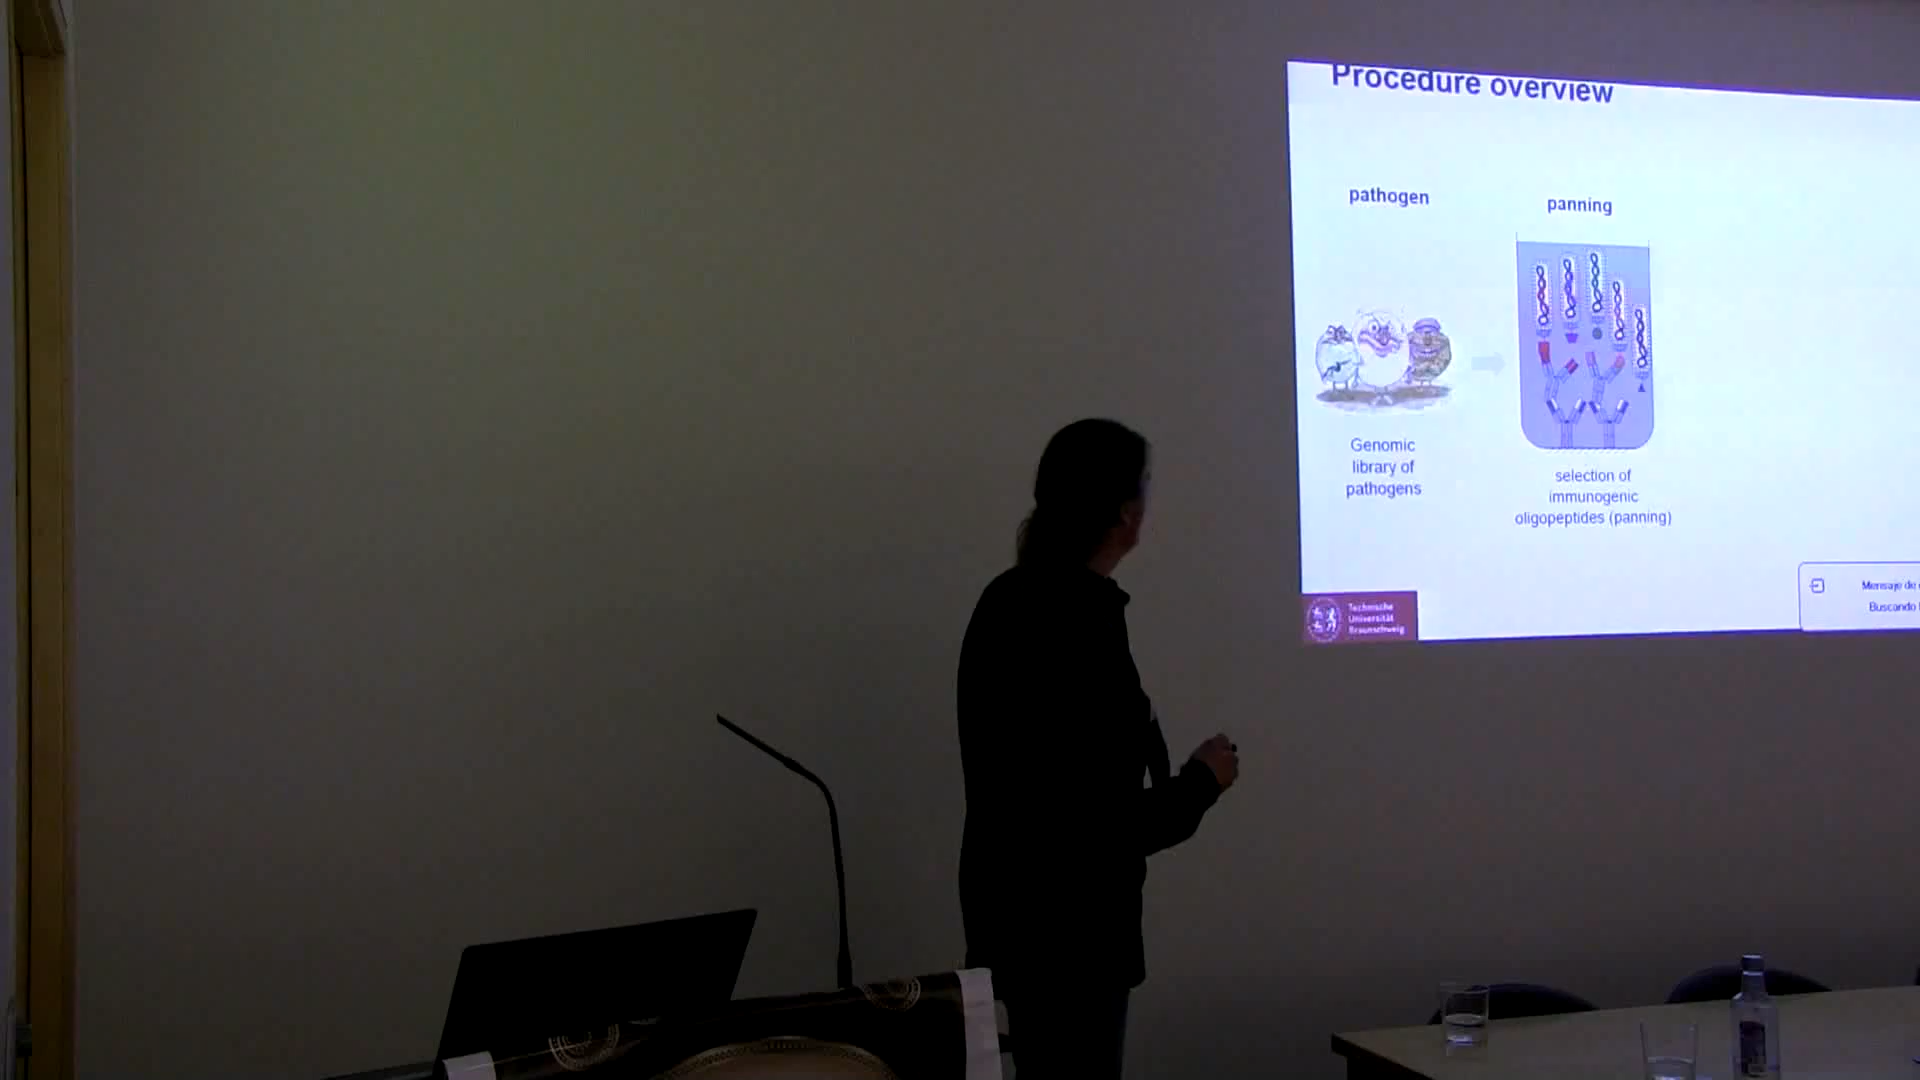 Procedure overview
pathogen
panning
Genomic
library of
pathogens
selection of
immunogenic
oligopeptides (panning)
Mensaje de
Buscando
Technische
Universität
Braunschweig